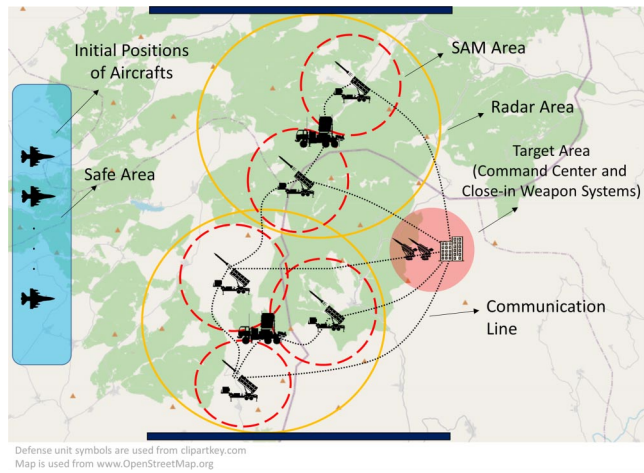 Initial Positions
of Aircrafts
Safe Area
SAM Area
Radar Area
Target Area
(Command Center and
Close-in Weapon Systems)
Communication
Line
Defense unit symbols are used from clipartkey.com
Map is used from www.OpenStreetMap.org